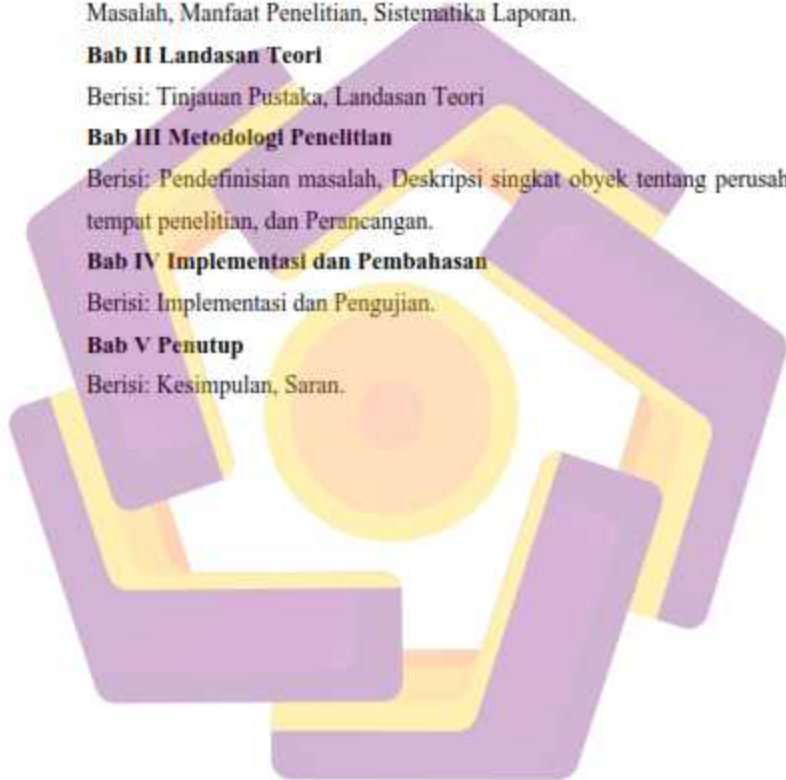 Masalah, Manfaat Penelitian, Sistematika Laporan.
Bab II Landasan Teori
Berisi: Tinjauan Pustaka, Landasan Teori
Bab III Metodologi Penelitian
Berisi: Pendefinisian masalah, Deskripsi singkat obyek tentang perusah
tempat penelitian, dan Perancangan.
Bab IV Implementasi dan Pembahasan
Berisi: Implementasi dan Pengujian.
Bab V Penutup
Berisi: Kesimpulan, Saran.